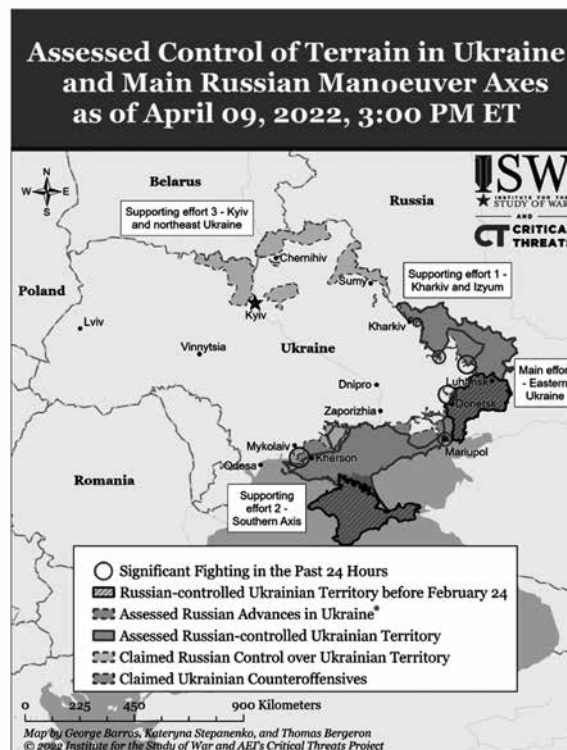 Assessed Control of Terrain in Ukraine
and Main Russian Manoeuver Axes
as of April 09, 2022, 3:00 PM ET
N
W E
S
Belarus
Russia
ISW
INSTITUTE FOR THE
STUDY OF WAR
AND
CT CRITICAL
THREATS
Supporting effort 3 - Kyiv
and northeast Ukraine
Chernihiv
Sumy
Supporting effort 1 -
Kharkiv and Izyum
Poland
Kyiv
Lviv
Kharkiv
Vinnytsia
Ukraine
Main effort
- Eastern
Ukraine
Luhansk
Dnipro
Donetsk
Zaporizhia
Mykolaiv
Mariupol
Odesa
Kherson
Romania
Supporting
effort 2 -
Southern Axis
Significant Fighting in the Past 24 Hours
Russian-controlled Ukrainian Territory before February 24
Assessed Russian Advances in Ukraine*
Assessed Russian-controlled Ukrainian Territory
Claimed Russian Control over Ukrainian Territory
Claimed Ukrainian Counteroffensives
0 225 450 900 Kilometers
Map by George Barros, Kateryna Stepanenko, and Thomas Bergeron
© 2022 Institute for the Study of War and AEI's Critical Threats Project